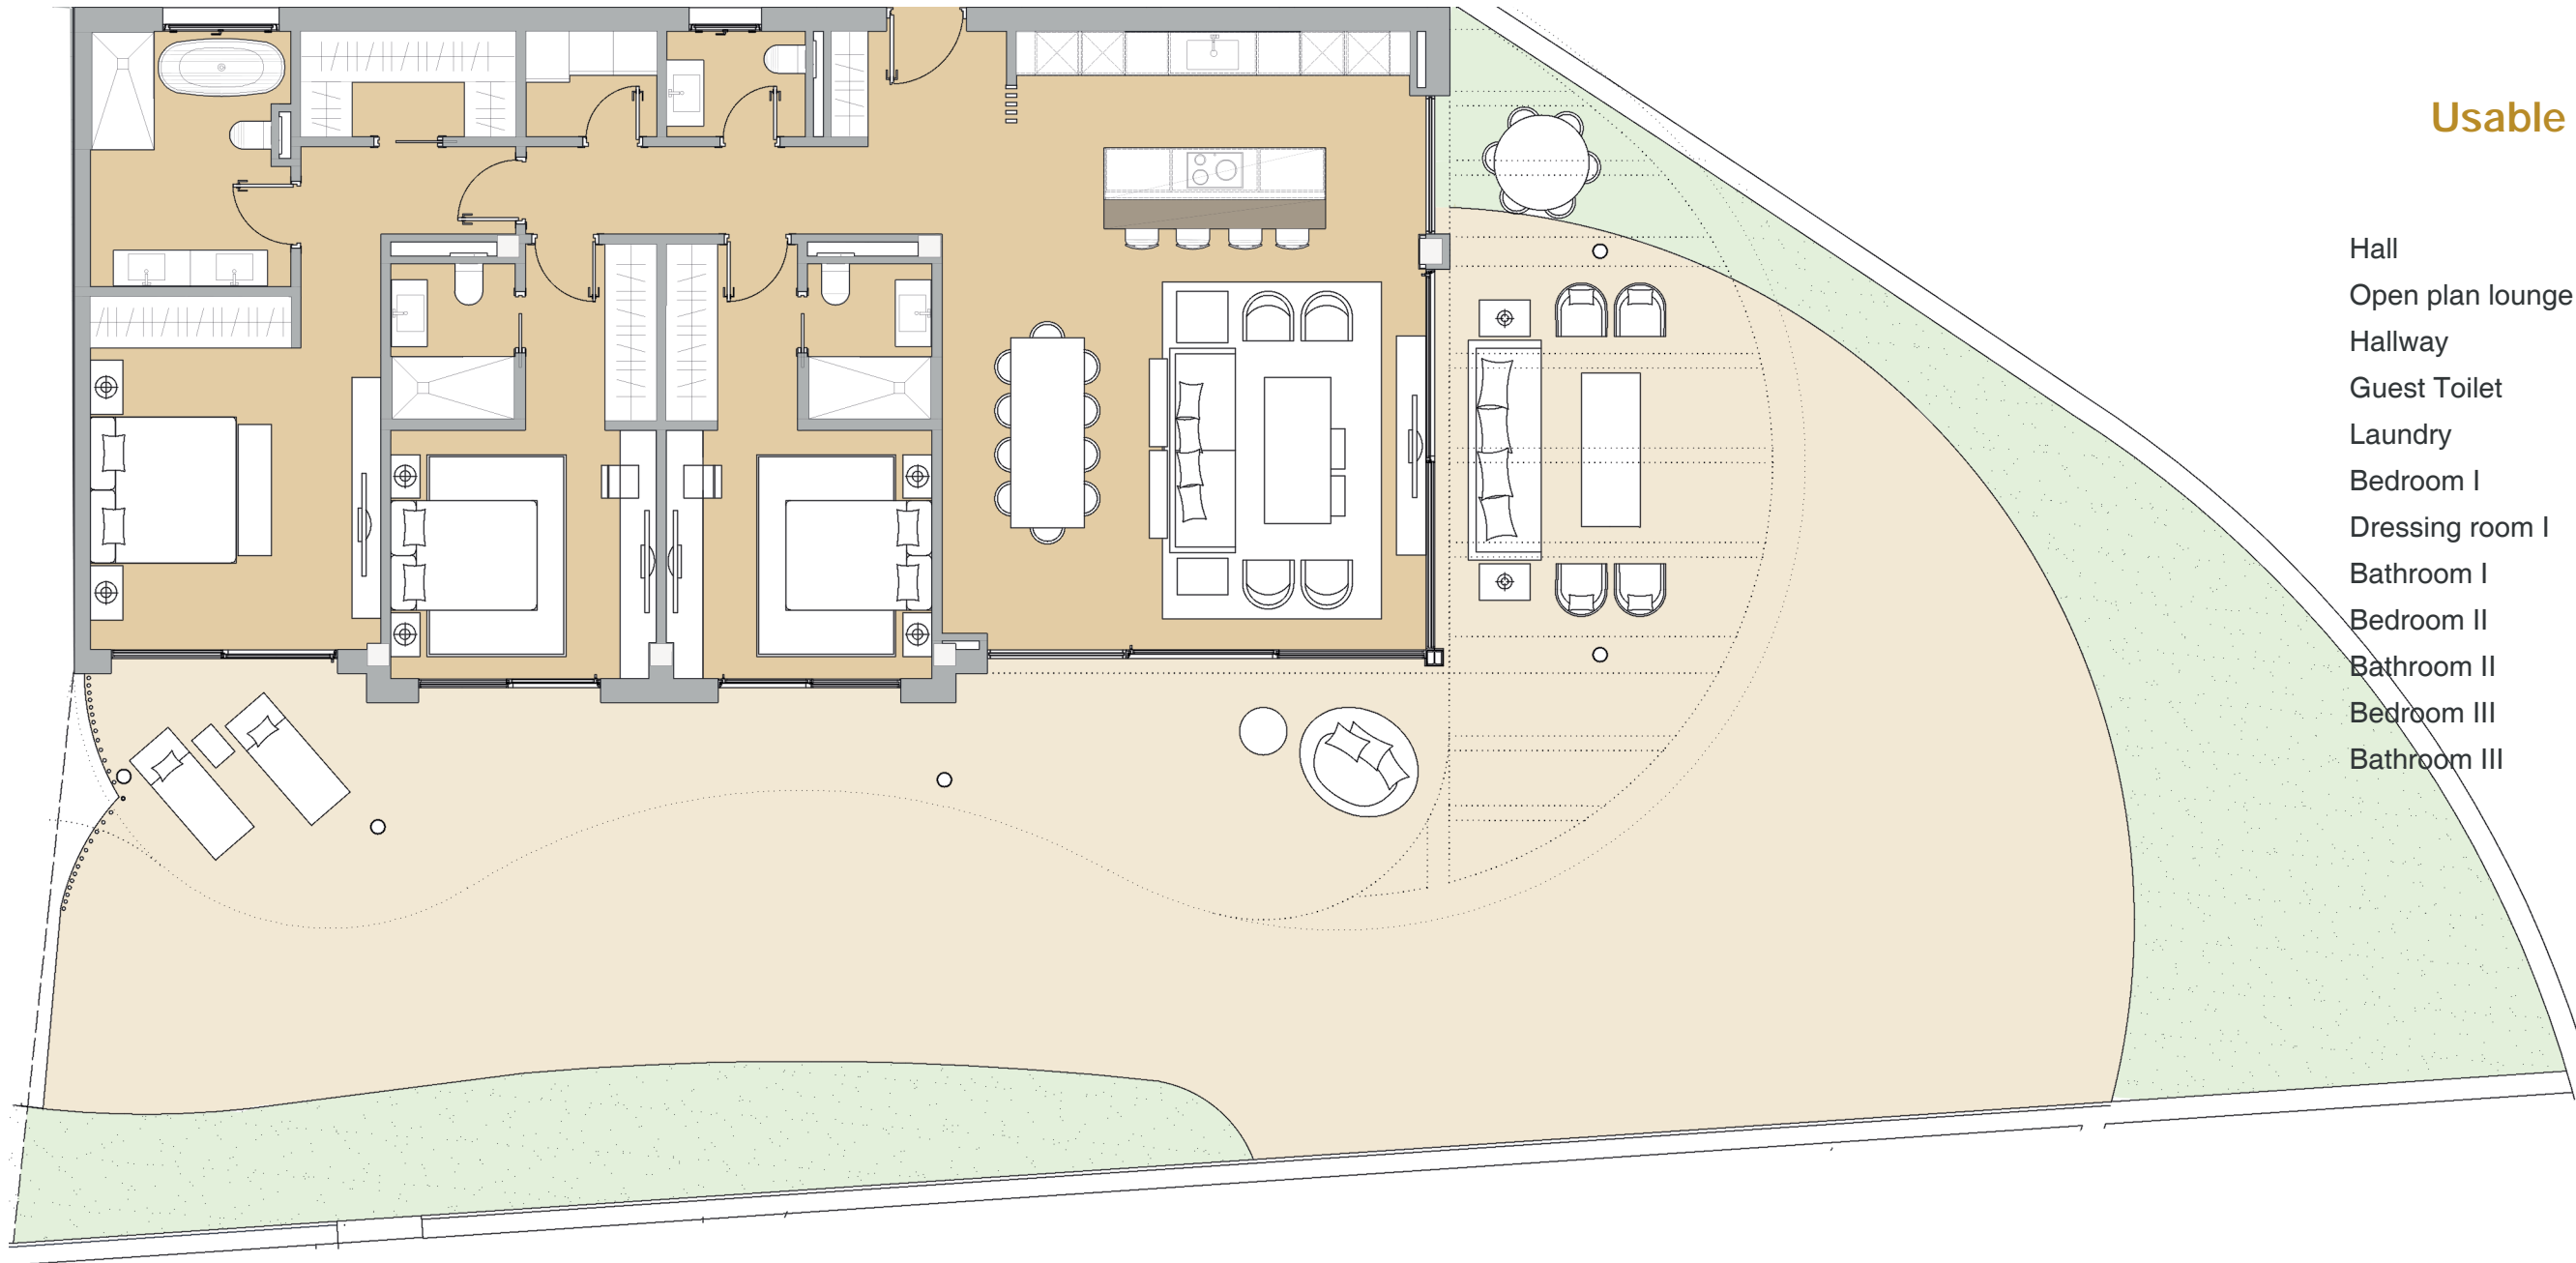 Usable
Hall
Open plan lounge
Hallway
Guest Toilet
Laundry
Bedroom I
Dressing room I
Bathroom I
Bedroom II
Bathroom II
Bedroom III
Bathroom III